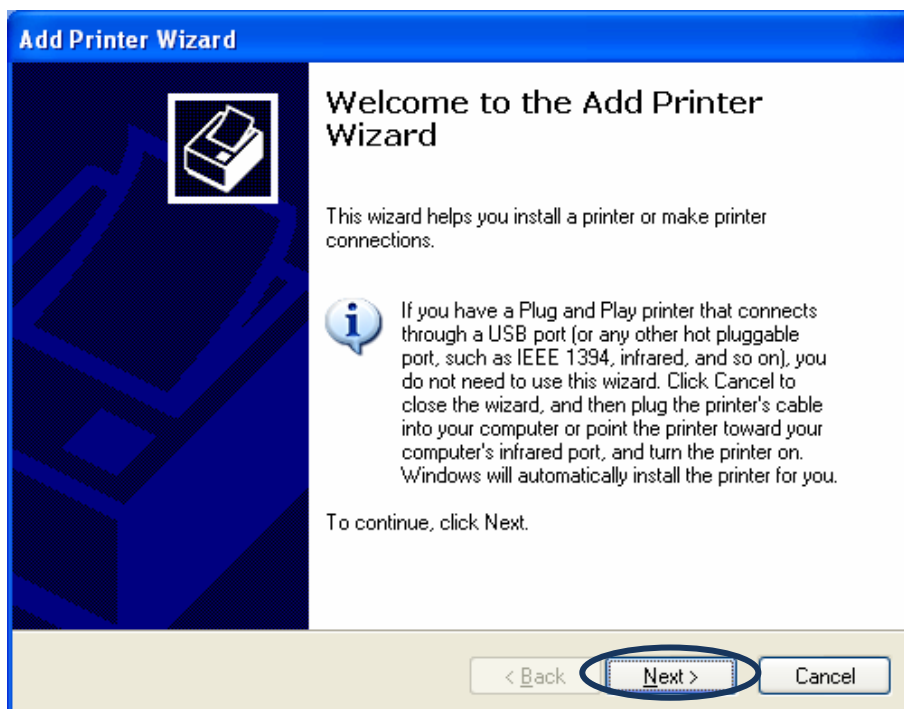 Add Printer Wizard
Welcome to the Add Printer
Wizard
This wizard helps you install a printer or make printer
connections.
If you have a Plug and Play printer that connects
through a USB port (or any other hot pluggable
port, such as IEEE 1394, infrared, and so on), you
do not need to use this wizard. Click Cancel to
close the wizard, and then plug the printer's cable
into your computer or point the printer toward your
computer's infrared port, and turn the printer on.
Windows will automatically install the printer for you.
To continue, click Next.
< Back Next > Cancel